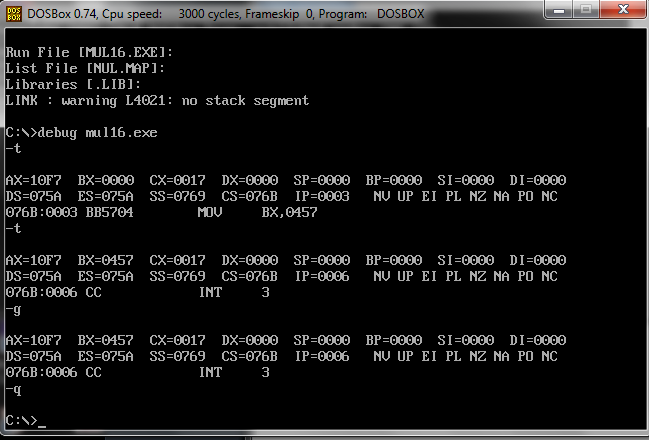 DOS
BOX
DOSBox 0.74, Cpu speed: 3000 cycles, Frameskip 0, Program: DOSBOX
Run File [MUL16.EXE]:
List File [NUL.MAP]:
Libraries [.LIB]:
LINK : warning L4021: no stack segment
C:\>debug mul16.exe
-t
AX=10F7 BX=0000 CX=0017 DX=0000 SP=0000 BP=0000 SI=0000 DI=0000
DS=075A ES=075A SS=0769 CS=076B IP=0003 NV UP EI PL NZ NA PO NC
076B:0003 BB5704 MOV BX,0457
-t
AX=10F7 BX=0457 CX=0017 DX=0000 SP=0000 BP=0000 SI=0000 DI=0000
DS=075A ES=075A SS=0769 CS=076B IP=0006 NV UP EI PL NZ NA PO NC
076B:0006 CC INT 3
-g
AX=10F7 BX=0457 CX=0017 DX=0000 SP=0000 BP=0000 SI=0000 DI=0000
DS=075A ES=075A SS=0769 CS=076B IP=0006 NV UP EI PL NZ NA PO NC
076B:0006 CC INT 3
-q
C:\>_